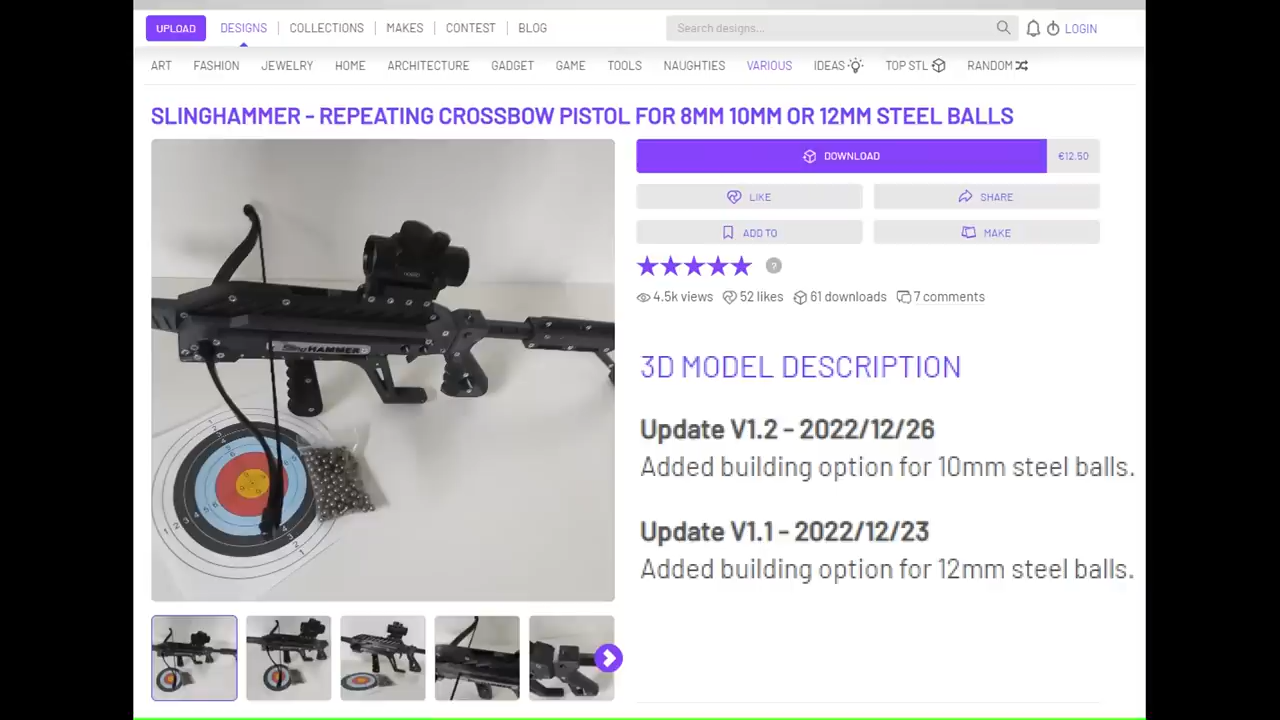 UPLOAD
DESIGNS
COLLECTIONS
MAKES
CONTEST
BLOG
Search designs...
LOGIN
ART
FASHION
JEWELRY
HOME
ARCHITECTURE
GADGET
GAME
TOOLS
NAUGHTIES
VARIOUS
IDEAS
TOP STL
RANDOM
SLINGHAMMER - REPEATING CROSSBOW PISTOL FOR 8MM 10MM OR 12MM STEEL BALLS
DOWNLOAD
€12.50
LIKE
SHARE
ADD TO
MAKE
?
4.5k views
52 likes
61 downloads
7 comments
3D MODEL DESCRIPTION
Update V1.2 - 2022/12/26
Added building option for 10mm steel balls.
Update V1.1 - 2022/12/23
Added building option for 12mm steel balls.